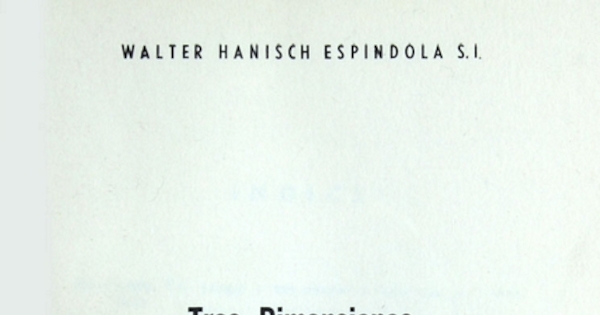 WALTER HANISCH ESPINDOLA S.I.
Tres Dimensiones